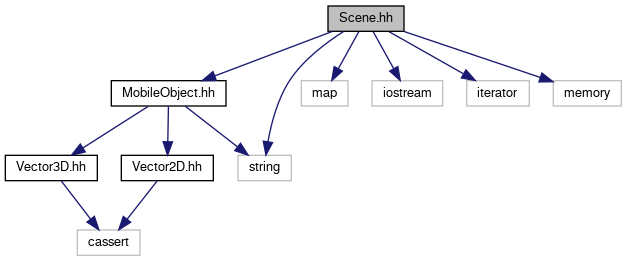 Scene.hh
MobileObject.hh
map
iostream
iterator
memory
Vector3D.hh
Vector2D.hh
string
cassert